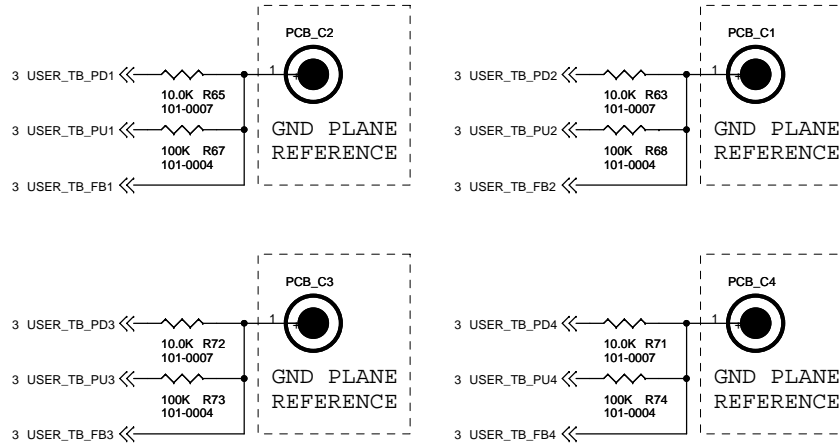 PCB_C2
3 USER_TB_PD1
1
10.0K R65
101-0007
3 USER_TB_PU1
100K R67
101-0004
3 USER_TB_FB1
GND PLANE
REFERENCE
PCB_C1
3 USER_TB_PD2
1
10.0K R63
101-0007
3 USER_TB_PU2
100K R68
101-0004
3 USER_TB_FB2
GND PLANE
REFERENCE
PCB_C3
3 USER_TB_PD3
1
10.0K R72
101-0007
3 USER_TB_PU3
100K R73
101-0004
3 USER_TB_FB3
GND PLANE
REFERENCE
PCB_C4
3 USER_TB_PD4
1
10.0K R71
101-0007
3 USER_TB_PU4
100K R74
101-0004
3 USER_TB_FB4
GND PLANE
REFERENCE